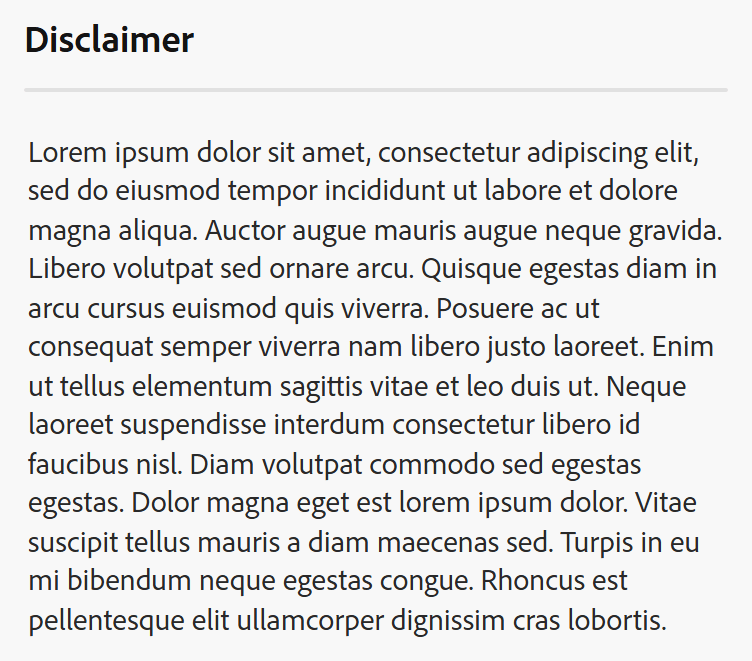 Disclaimer
Lorem ipsum dolor sit amet, consectetur adipiscing elit,
sed do eiusmod tempor incididunt ut labore et dolore
magna aliqua. Auctor augue mauris augue neque gravida.
Libero volutpat sed ornare arcu. Quisque egestas diam in
arcu cursus euismod quis viverra. Posuere ac ut
consequat semper viverra nam libero justo laoreet. Enim
ut tellus elementum sagittis vitae et leo duis ut. Neque
laoreet suspendisse interdum consectetur libero id
faucibus nisl. Diam volutpat commodo sed egestas
egestas. Dolor magna eget est lorem ipsum dolor. Vitae
suscipit tellus mauris a diam maecenas sed. Turpis in eu
mi bibendum neque egestas congue. Rhoncus est
pellentesque elit ullamcorper dignissim cras lobortis.